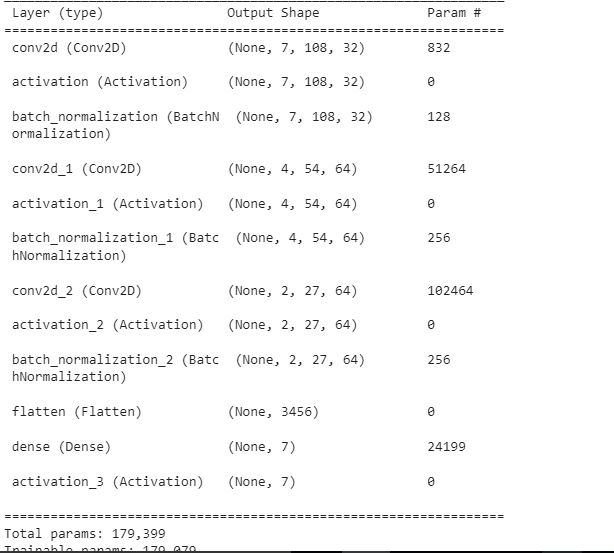 Layer (type) Output Shape Param #
=================================================================
conv2d (Conv2D) (None, 7, 108, 32) 832
activation (Activation) (None, 7, 108, 32) 0
batch_normalization (BatchN (None, 7, 108, 32) 128
ormalization)
conv2d_1 (Conv2D) (None, 4, 54, 64) 51264
activation_1 (Activation) (None, 4, 54, 64) 0
batch_normalization_1 (Batc (None, 4, 54, 64) 256
hNormalization)
conv2d_2 (Conv2D) (None, 2, 27, 64) 102464
activation_2 (Activation) (None, 2, 27, 64) 0
batch_normalization_2 (Batc (None, 2, 27, 64) 256
hNormalization)
flatten (Flatten) (None, 3456) 0
dense (Dense) (None, 7) 24199
activation_3 (Activation) (None, 7) 0
=================================================================
Total params: 179,399
Trainable params: 179,079